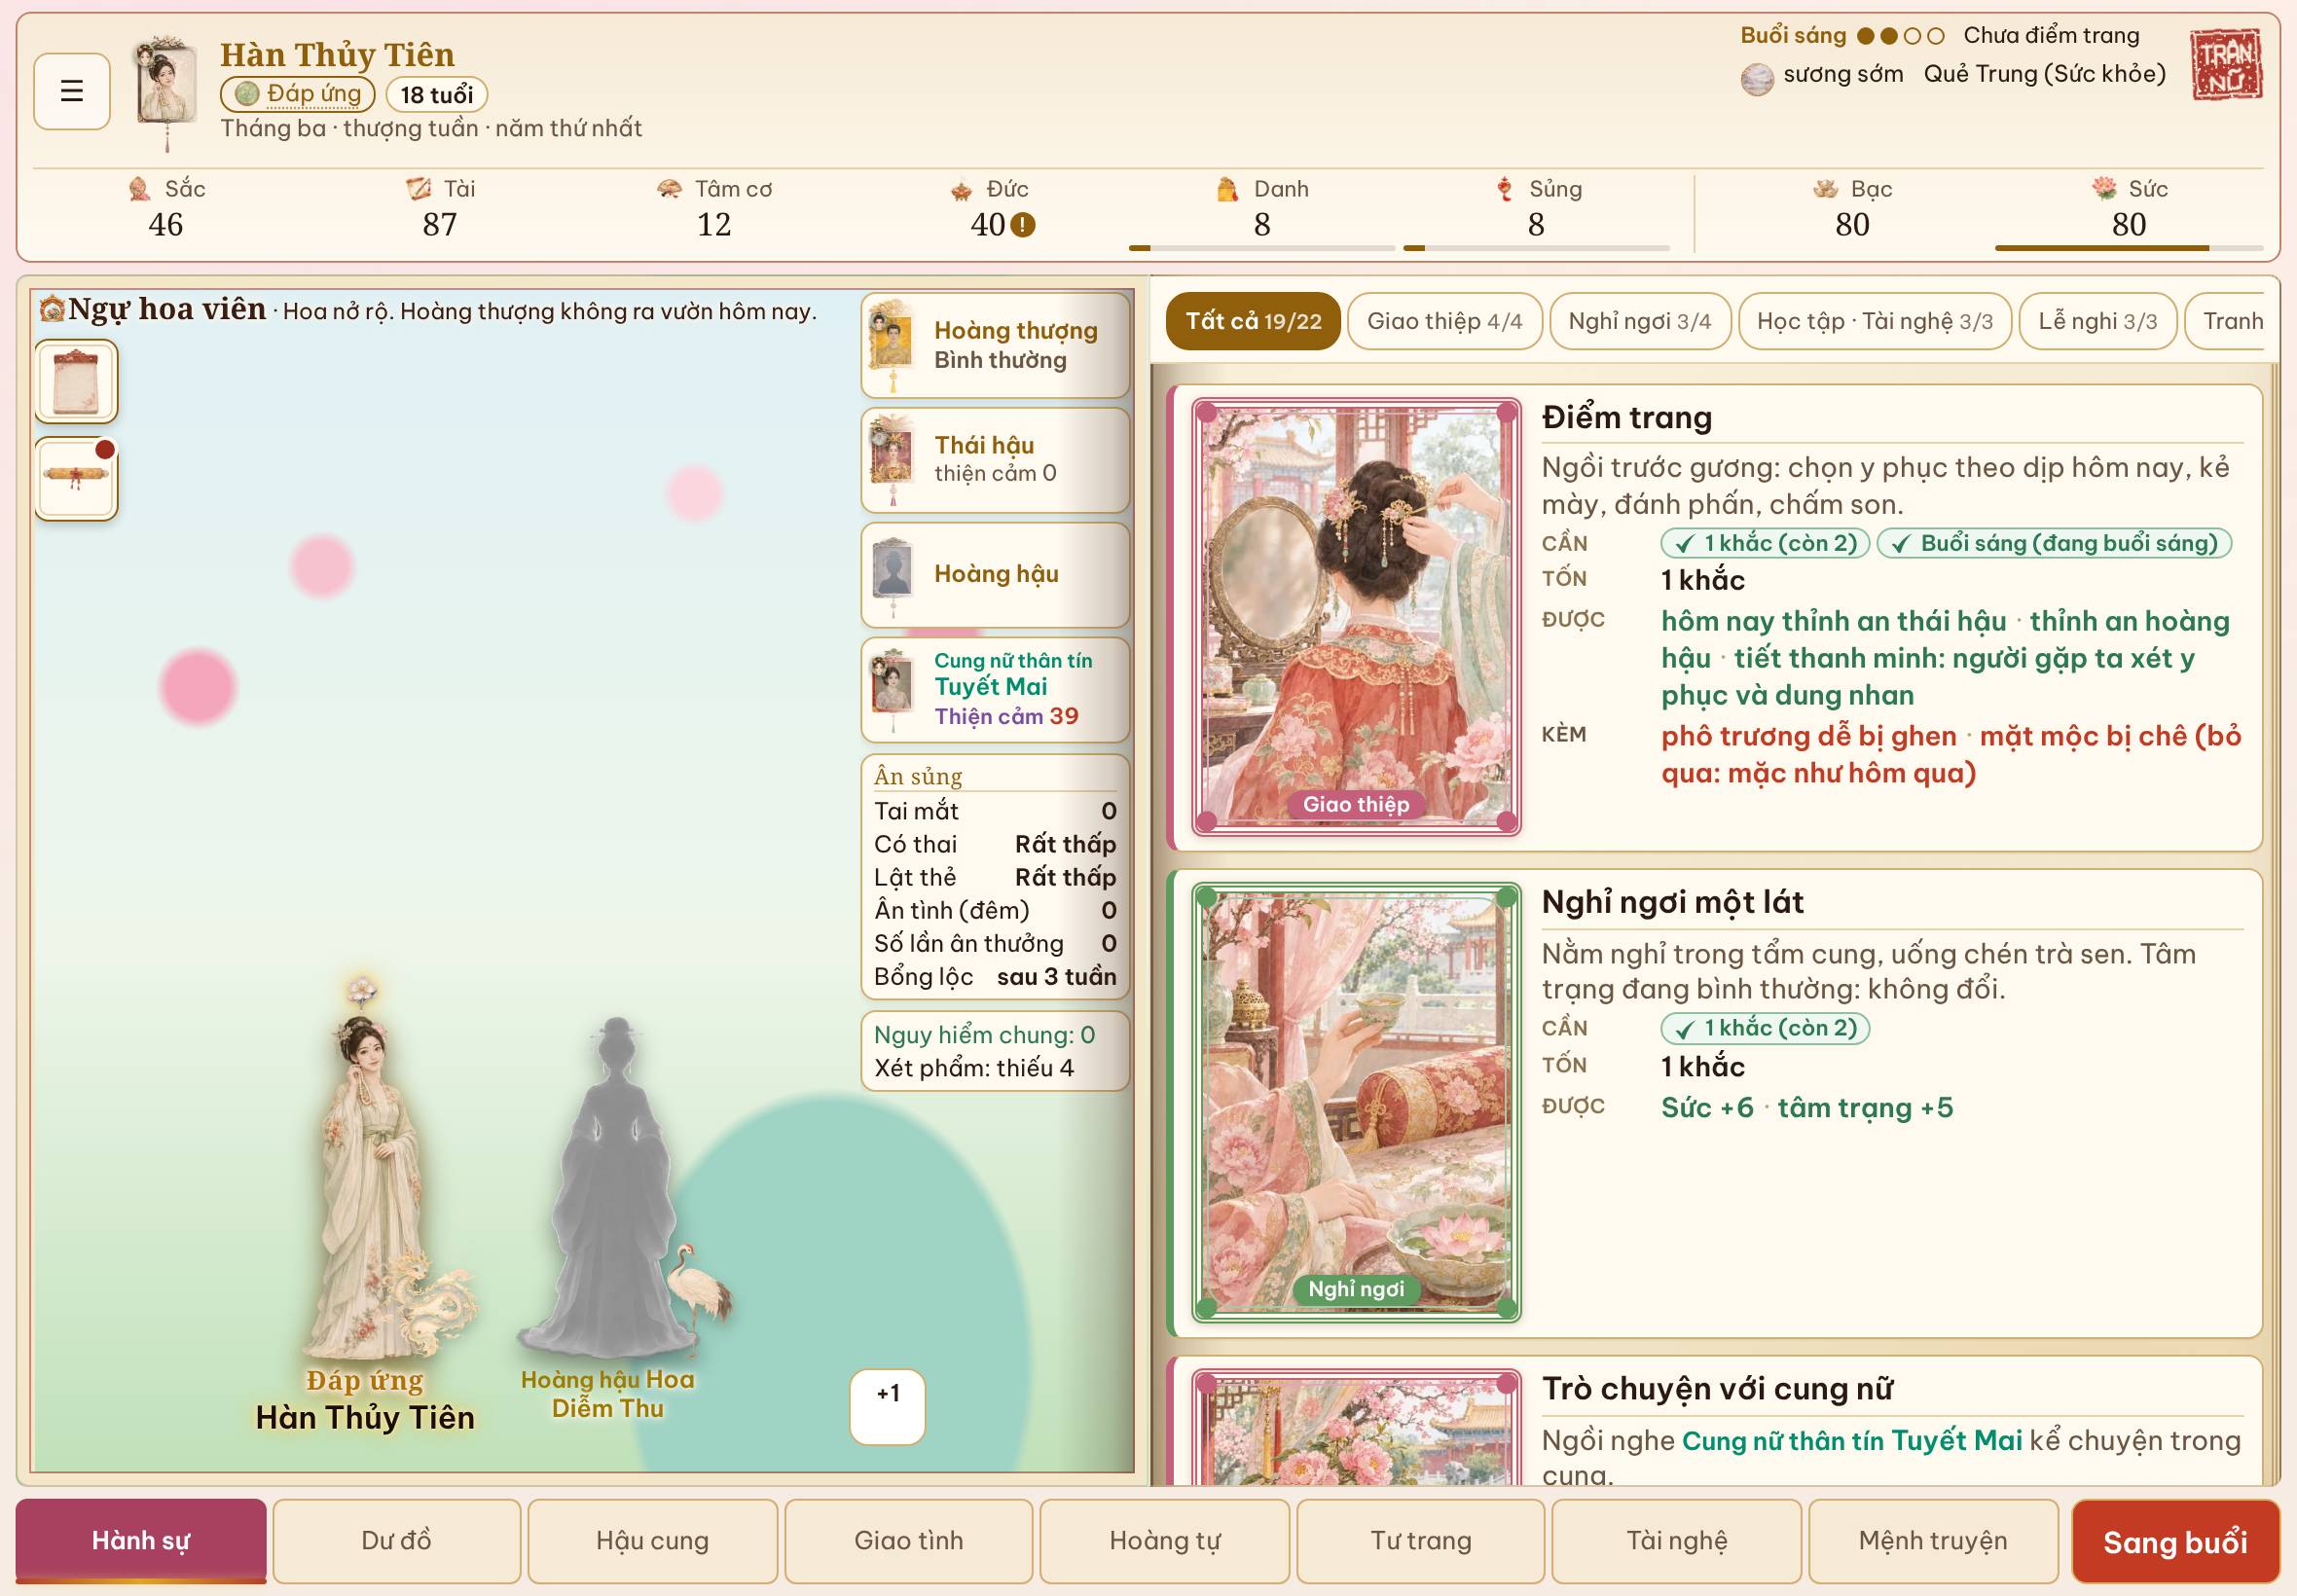 ☰
Hàn Thủy Tiên
Đáp ứng
18 tuổi
Tháng ba · thượng tuần · năm thứ nhất
Buổi sáng
Chưa điểm trang
sương sớm
Quẻ Trung (Sức khỏe)
TRÂN NỮ
Sắc
46
Tài
87
Tâm cơ
12
Đức
40
!
Danh
8
Sủng
8
Bạc
80
Sức
80
Ngự hoa viên · Hoa nở rộ. Hoàng thượng không ra vườn hôm nay.
Hoàng thượng
Bình thường
Thái hậu
thiện cảm 0
Hoàng hậu
Cung nữ thân tín
Tuyết Mai
Thiện cảm 39
Ân sủng
Tai mắt 0
Có thai Rất thấp
Lật thẻ Rất thấp
Ân tình (đêm) 0
Số lần ân thưởng 0
Bổng lộc sau 3 tuần
Nguy hiểm chung: 0
Xét phẩm: thiếu 4
Đáp ứng
Hàn Thủy Tiên
Hoàng hậu Hoa
Diễm Thu
+1
Tất cả 19/22
Giao thiệp 4/4
Nghỉ ngơi 3/4
Học tập · Tài nghệ 3/3
Lễ nghi 3/3
Tranh
Điểm trang
Ngồi trước gương: chọn y phục theo dịp hôm nay, kẻ
mày, đánh phấn, chấm son.
CẦN ✓ 1 khắc (còn 2) ✓ Buổi sáng (đang buổi sáng)
TỐN 1 khắc
ĐƯỢC hôm nay thỉnh an thái hậu · thỉnh an hoàng
hậu · tiết thanh minh: người gặp ta xét y
phục và dung nhan
KÈM phô trương dễ bị ghen · mặt mộc bị chê (bỏ
qua: mặc như hôm qua)
Giao thiệp
Nghỉ ngơi một lát
Nằm nghỉ trong tẩm cung, uống chén trà sen. Tâm
trạng đang bình thường: không đổi.
CẦN ✓ 1 khắc (còn 2)
TỐN 1 khắc
ĐƯỢC Sức +6 · tâm trạng +5
Nghỉ ngơi
Trò chuyện với cung nữ
Ngồi nghe Cung nữ thân tín Tuyết Mai kể chuyện trong
cung.
Hành sự
Dư đồ
Hậu cung
Giao tình
Hoàng tự
Tư trang
Tài nghệ
Mệnh truyện
Sang buổi